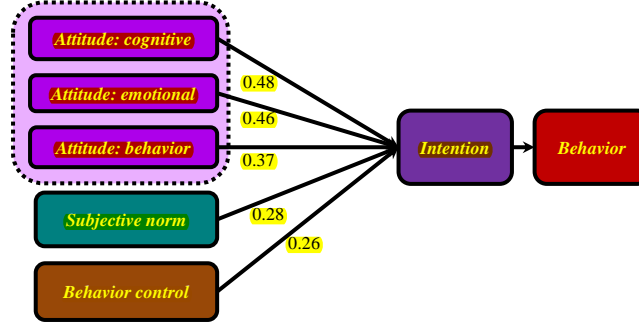 Attitude: cognitive
0.48
Attitude: emotional
0.46
Attitude: behavior
0.37
Intention
Behavior
Subjective norm
0.28
0.26
Behavior control